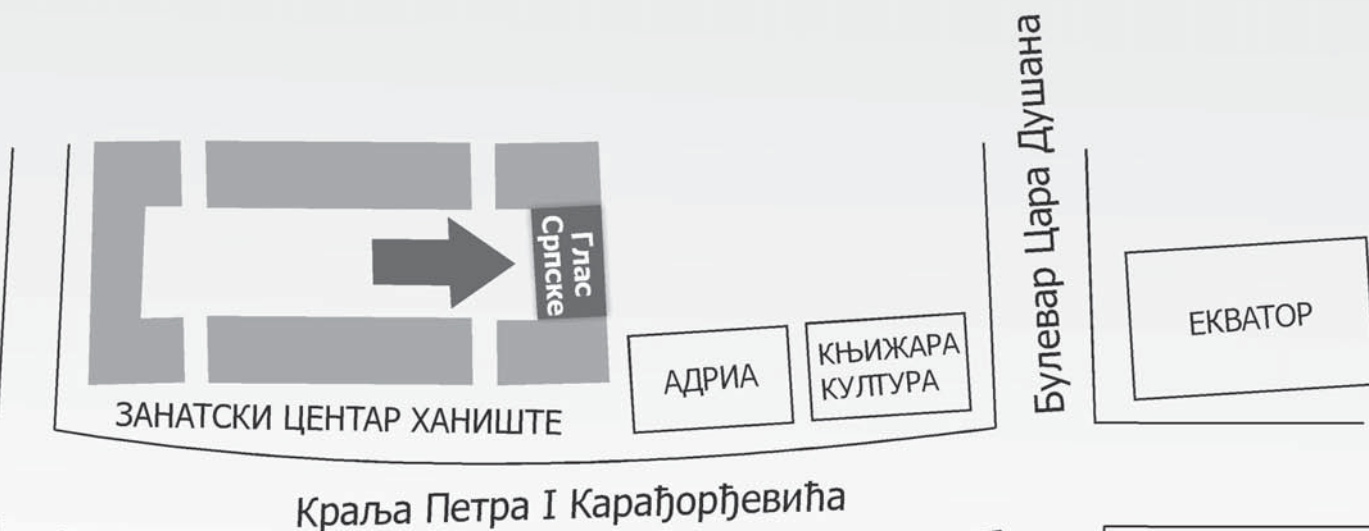 Булевар Цара Душана
Глас
Српске
ЕКВАТОР
КЊИЖАРА
КУЛТУРА
АДРИА
ЗАНАТСКИ ЦЕНТАР ХАНИШТЕ
Краља Петра I Карађорђевића